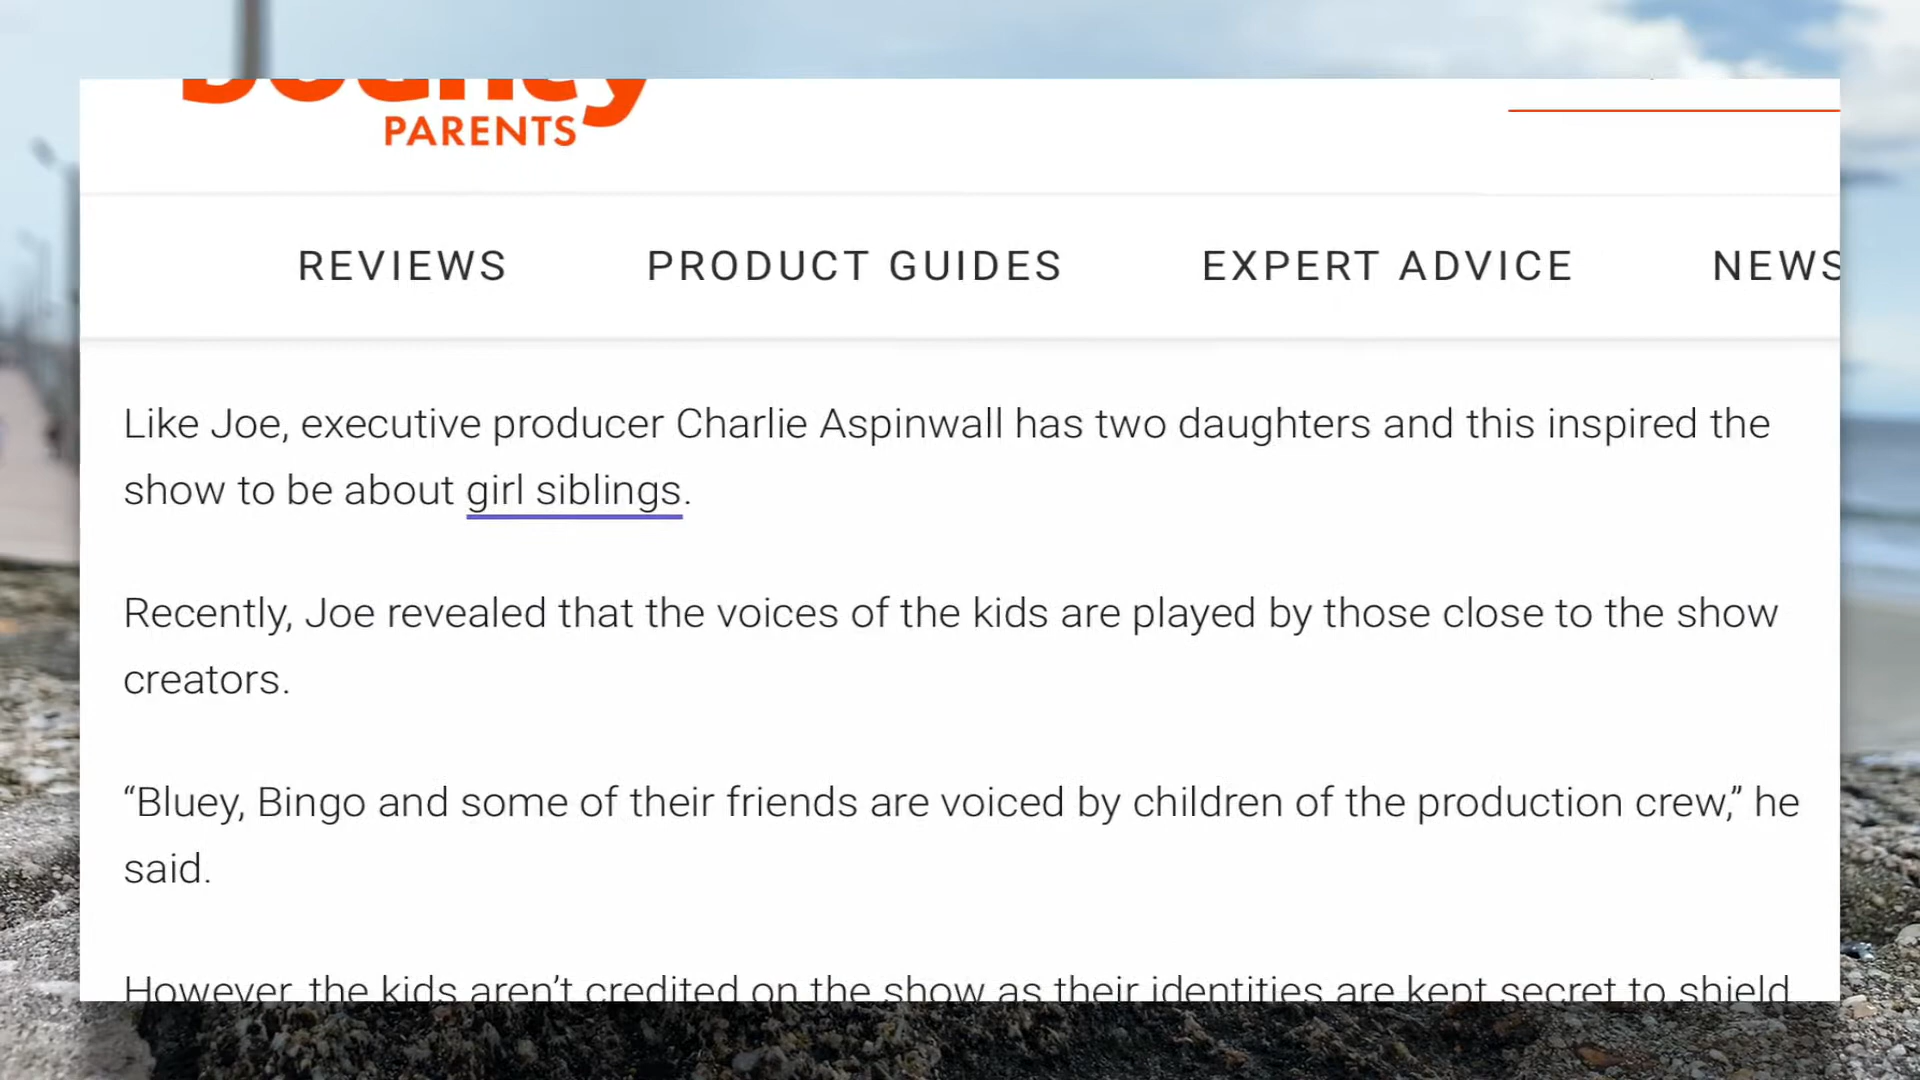 PARENTS
REVIEWS PRODUCT GUIDES EXPERT ADVICE NEWS
Like Joe, executive producer Charlie Aspinwall has two daughters and this inspired the
show to be about girl siblings.
Recently, Joe revealed that the voices of the kids are played by those close to the show
creators.
“Bluey, Bingo and some of their friends are voiced by children of the production crew,” he
said.
However, the kids aren’t credited on the show as their identities are kept secret to shield